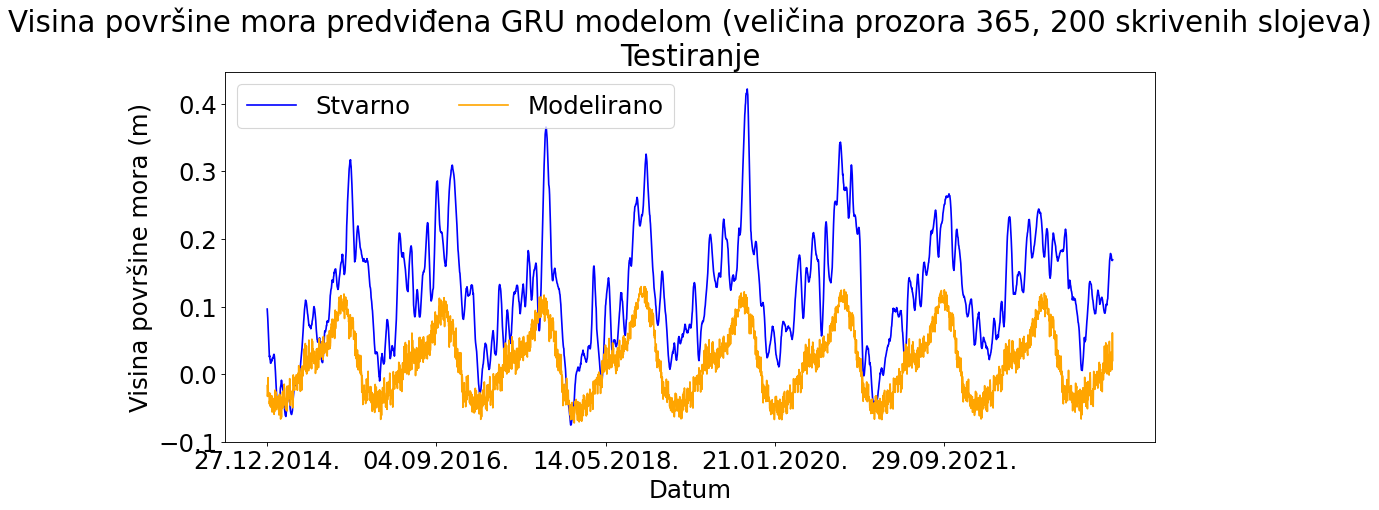 Visina površine mora predviđena GRU modelom (veličina prozora 365, 200 skrivenih slojeva)
Testiranje
Stvarno
Modelirano
Visina površine mora (m)
0.4
0.3
0.2
0.1
0.0
−0.1
27.12.2014.
04.09.2016.
14.05.2018.
21.01.2020.
29.09.2021.
Datum